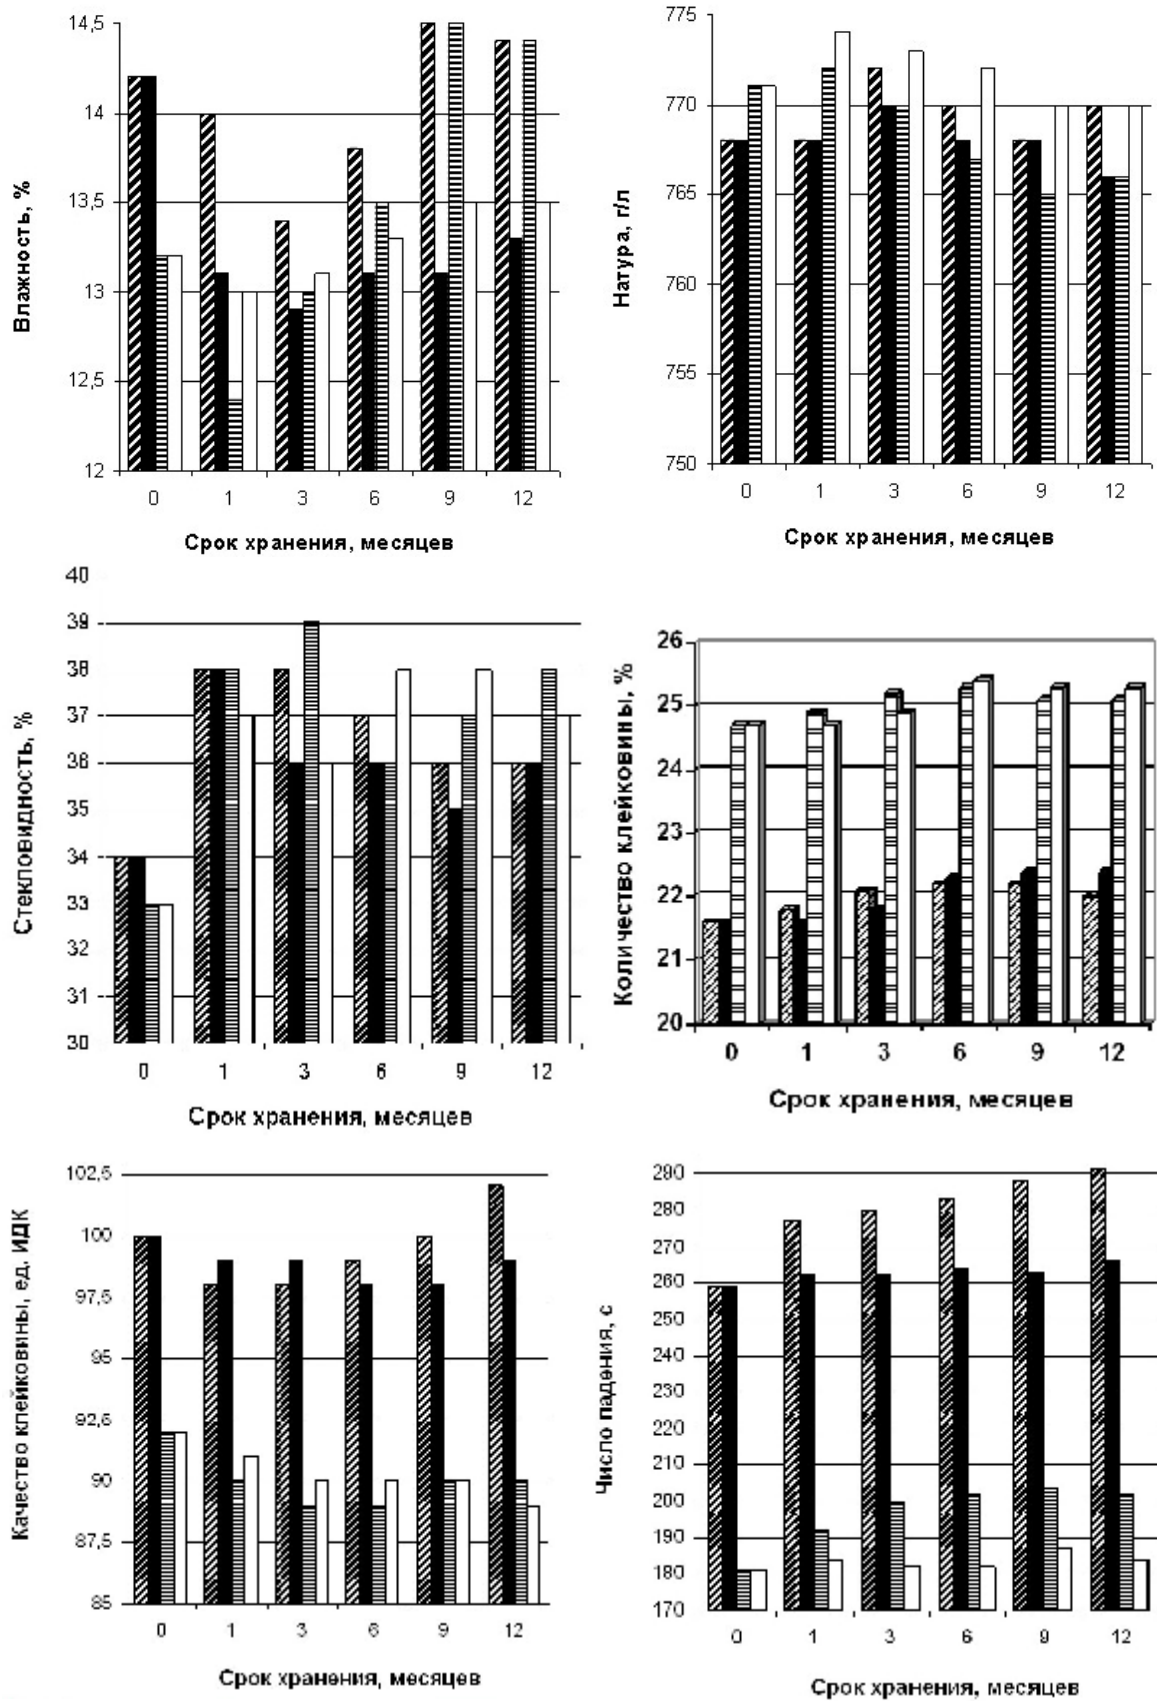 14,5
14
13,5
13
12,5
12
Влажность, %
0 1 3 6 9 12
Срок хранения, месяцев
775
770
765
760
755
750
Натура, г/л
0 1 3 6 9 12
Срок хранения, месяцев
40
39
38
37
36
35
34
33
32
31
30
Стекловидность, %
0 1 3 6 9 12
Срок хранения, месяцев
26
25
24
23
22
21
20
Количество клейковины, %
0 1 3 6 9 12
Срок хранения, месяцев
102,5
100
97,5
95
92,5
90
87,5
85
Качество клейковины, ед. ИДК
0 1 3 6 9 12
Срок хранения, месяцев
290
280
270
260
250
240
230
220
210
200
190
180
170
Число падения, с
0 1 3 6 9 12
Срок хранения, месяцев